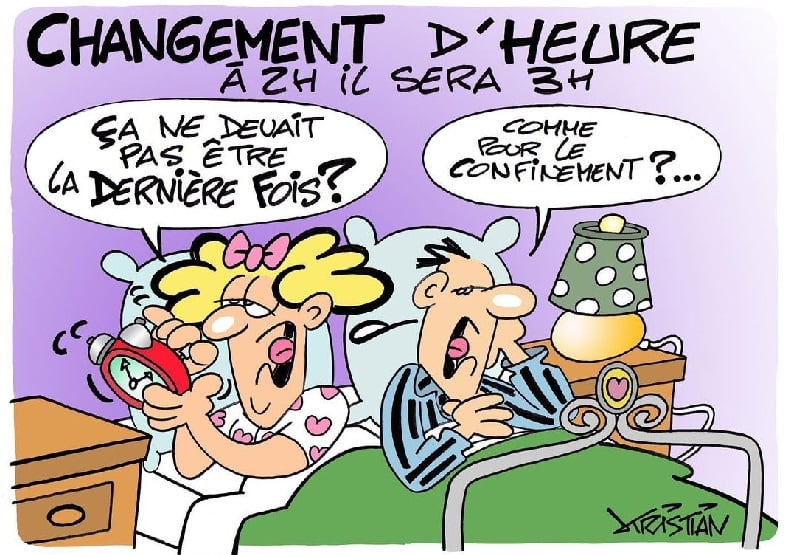 CHANGEMENT D'HEURE
À 2H iL SERA 3H
ÇA NE DEVAIT
PAS ÊTRE
LA DERNIÈRE FOIS?
COMME
POUR LE
CONFINEMENT?...
KRISTIAN